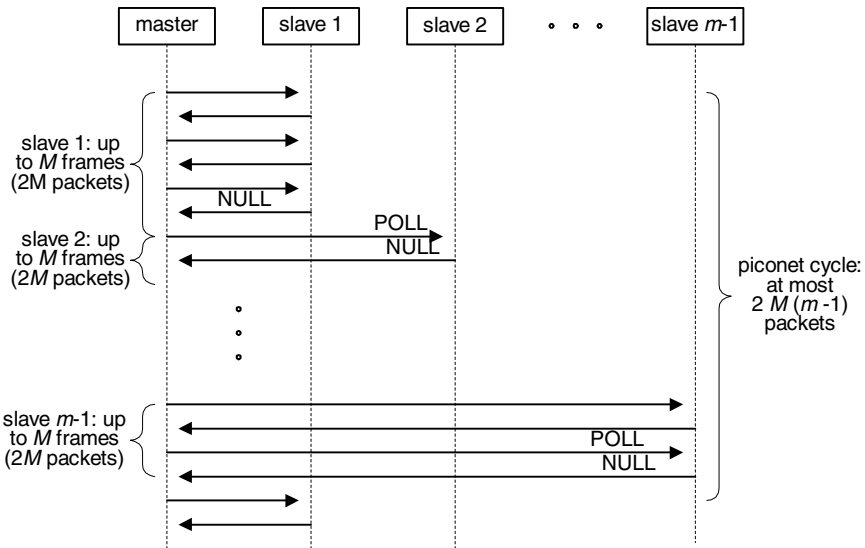 master
slave 1
slave 2
slave m-1
slave 1: up
to M frames
(2M packets)
NULL
POLL
slave 2: up
to M frames
(2M packets)
NULL
piconet cycle:
at most
2 M (m -1)
packets
slave m-1: up
to M frames
(2M packets)
POLL
NULL